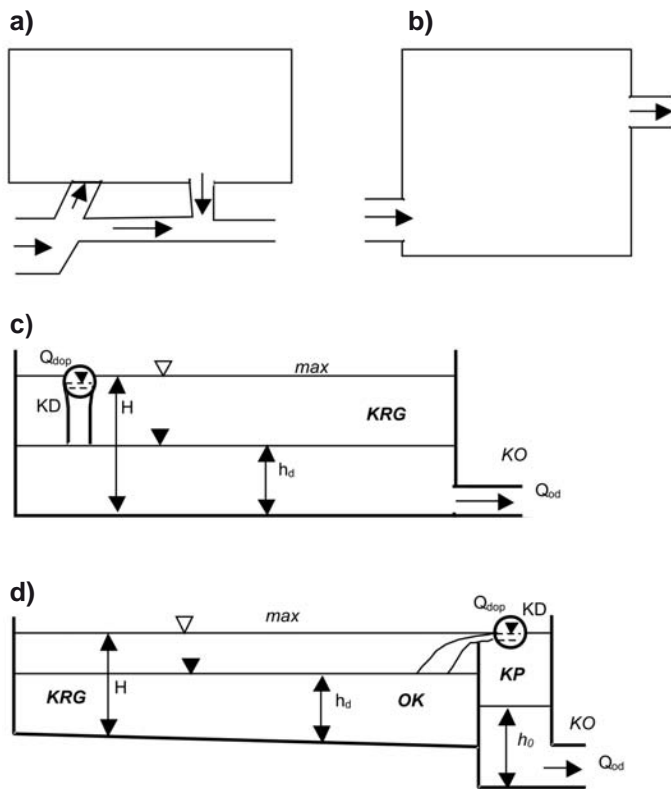 a) b)
c)
Q_dop max
KD H KRG
KO
h_d
Q_od
d)
max Q_dop KD
KP
KRG H h_d OK h_0 KO
Q_od